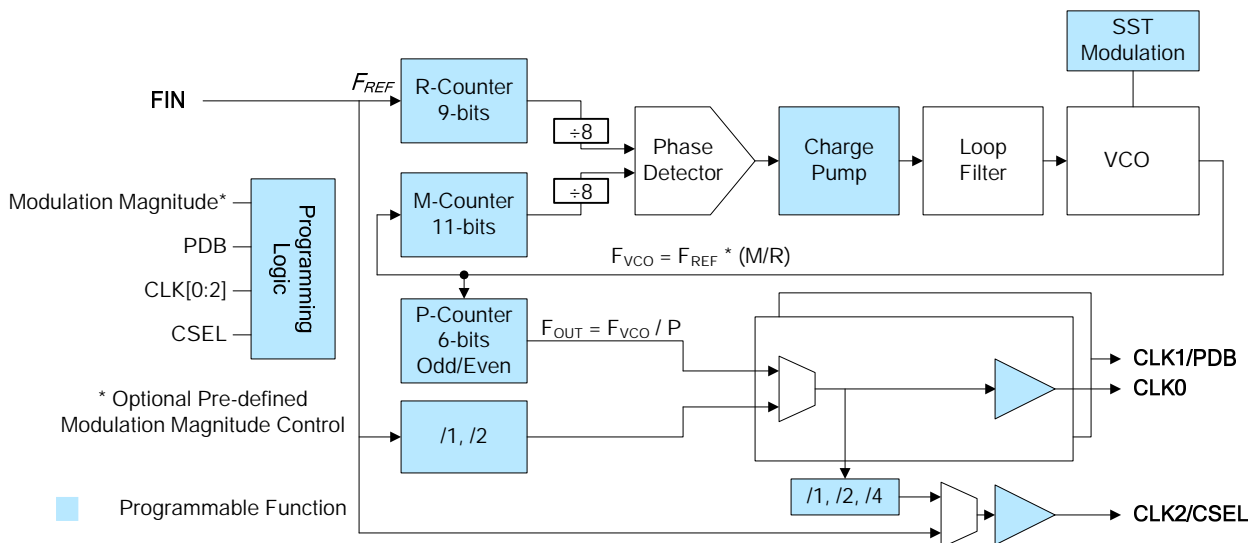 SST
Modulation
FIN
F_REF
R-Counter
9-bits
÷8
Phase
Detector
Charge
Pump
Loop
Filter
VCO
M-Counter
11-bits
÷8
F_VCO = F_REF * (M/R)
Modulation Magnitude*
PDB
CLK[0:2]
CSEL
Programming
Logic
P-Counter
6-bits
Odd/Even
F_OUT = F_VCO / P
CLK1/PDB
CLK0
* Optional Pre-defined
Modulation Magnitude Control
/1, /2
/1, /2, /4
CLK2/CSEL
Programmable Function